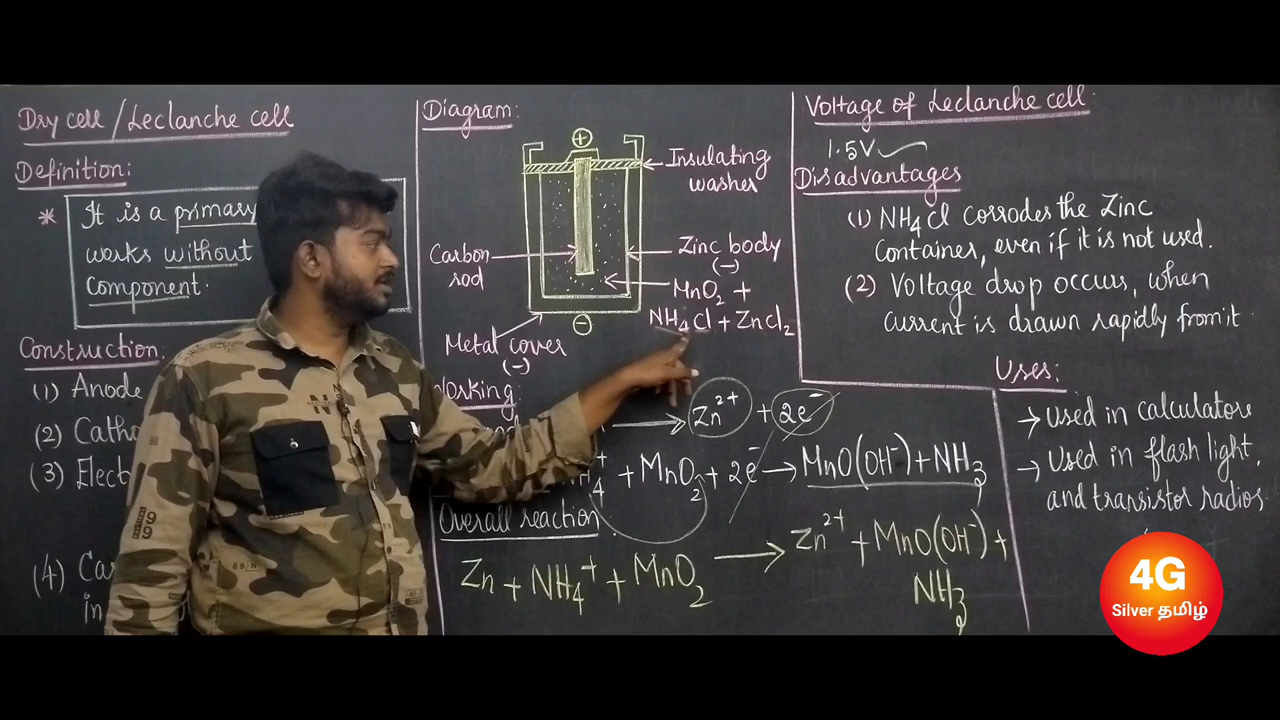 Dry cell / Leclanche cell
Definition:
* It is a primary
works without
component.
Construction:
(1) Anode
(2) Catho
(3) Elect
(4) Ca
in
Diagram:
+
Insulating
washer
Carbon
rod
Zinc body
(-)
MnO₂ +
NH₄Cl + ZnCl₂
Metal cover
(-)
−
Working:
→ Zn²⁺ + 2e⁻
+ MnO₂ + 2e⁻ → MnO(OH⁻) + NH₃
Overall reaction
Zn + NH₄⁺ + MnO₂ → Zn²⁺ + MnO(OH⁻) +
NH₃
Voltage of Leclanche cell:
1.5V
Disadvantages
(1) NH₄Cl corrodes the Zinc
Container, even if it is not used.
(2) Voltage drop occurs, when
current is drawn rapidly from it
Uses:
→ Used in calculators
→ Used in flash light,
and transistor radios
4G
Silver தமிழ்